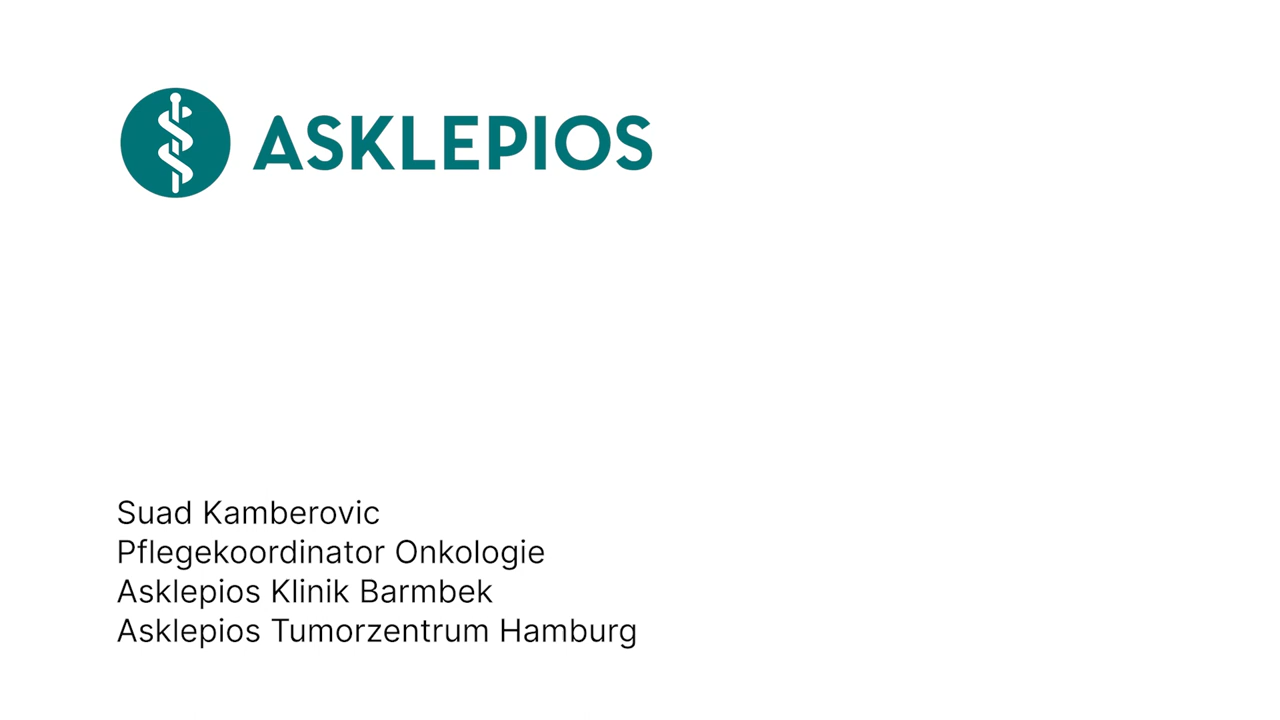 ASKLEPIOS
Suad Kamberovic
Pflegekoordinator Onkologie
Asklepios Klinik Barmbek
Asklepios Tumorzentrum Hamburg